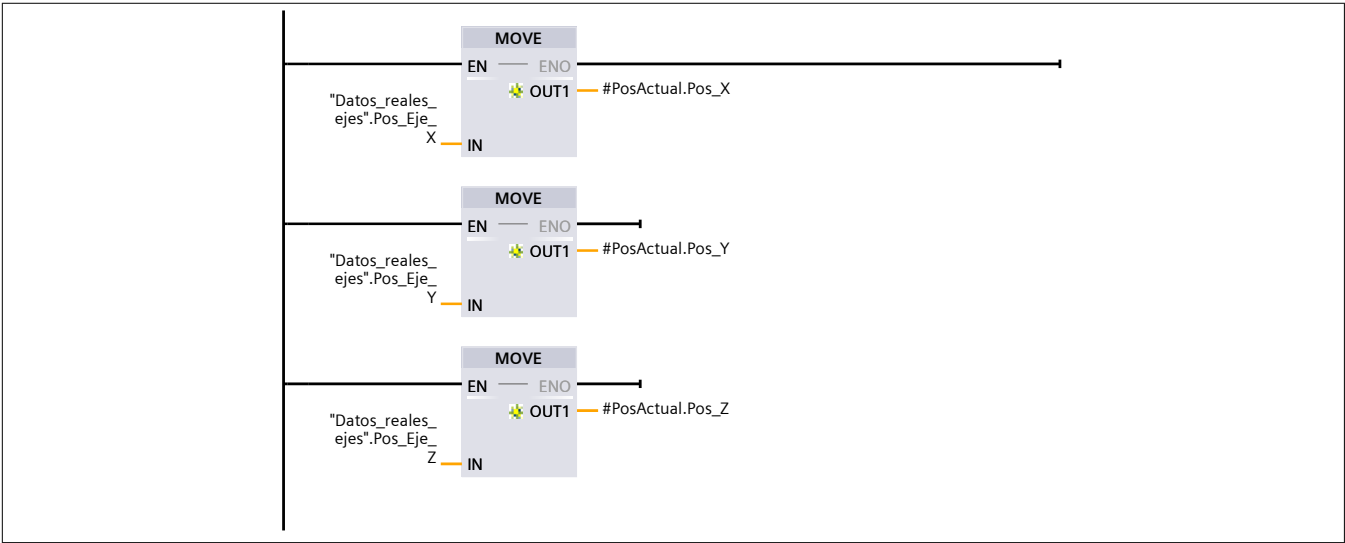 MOVE
EN ENO
OUT1 #PosActual.Pos_X
"Datos_reales_
ejes".Pos_Eje_
X
IN
MOVE
EN ENO
OUT1 #PosActual.Pos_Y
"Datos_reales_
ejes".Pos_Eje_
Y
IN
MOVE
EN ENO
OUT1 #PosActual.Pos_Z
"Datos_reales_
ejes".Pos_Eje_
Z
IN